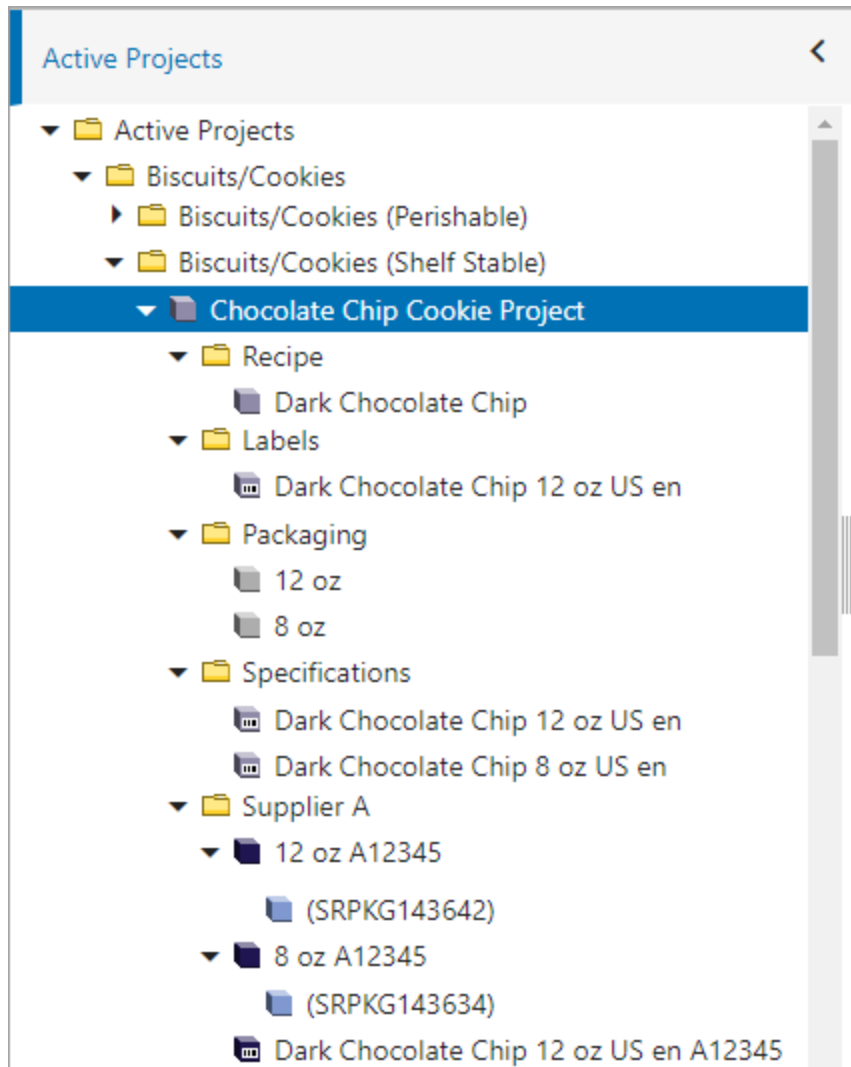 Active Projects
Active Projects
Biscuits/Cookies
Biscuits/Cookies (Perishable)
Biscuits/Cookies (Shelf Stable)
Chocolate Chip Cookie Project
Recipe
Dark Chocolate Chip
Labels
Dark Chocolate Chip 12 oz US en
Packaging
12 oz
8 oz
Specifications
Dark Chocolate Chip 12 oz US en
Dark Chocolate Chip 8 oz US en
Supplier A
12 oz A12345
(SRPKG143642)
8 oz A12345
(SRPKG143634)
Dark Chocolate Chip 12 oz US en A12345